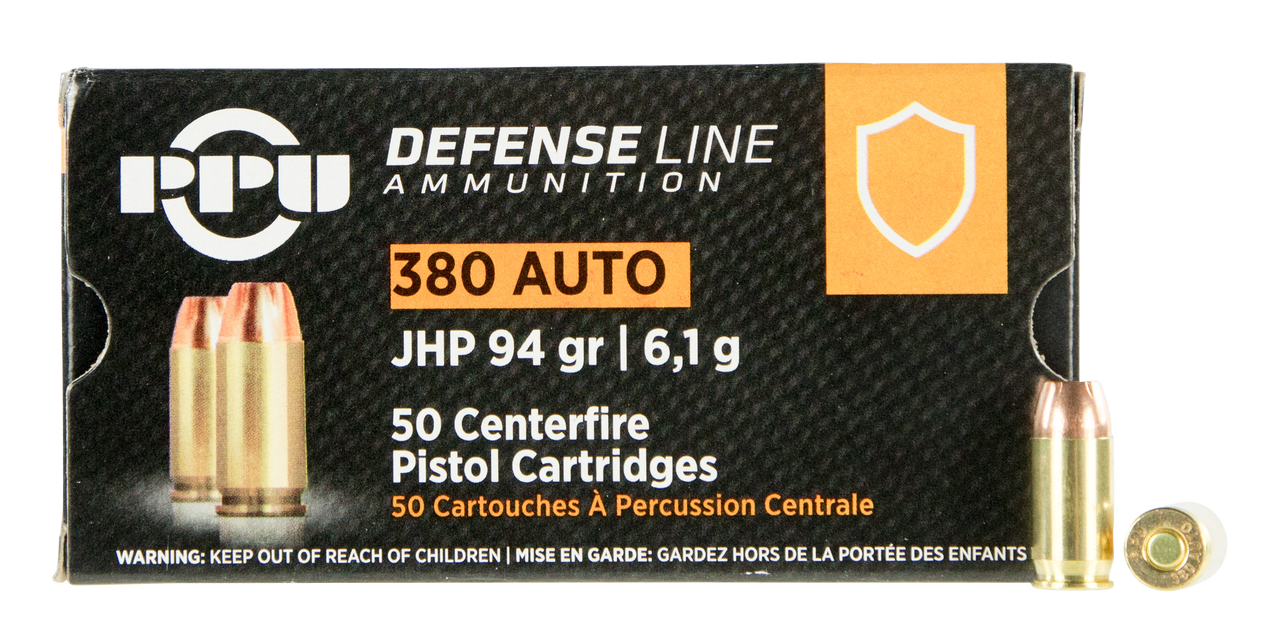 PPU
DEFENSE LINE
AMMUNITION
380 AUTO
JHP 94 gr | 6,1 g
50 Centerfire
Pistol Cartridges
50 Cartouches À Percussion Centrale
WARNING: KEEP OUT OF REACH OF CHILDREN | MISE EN GARDE: GARDEZ HORS DE LA PORTÉE DES ENFANTS